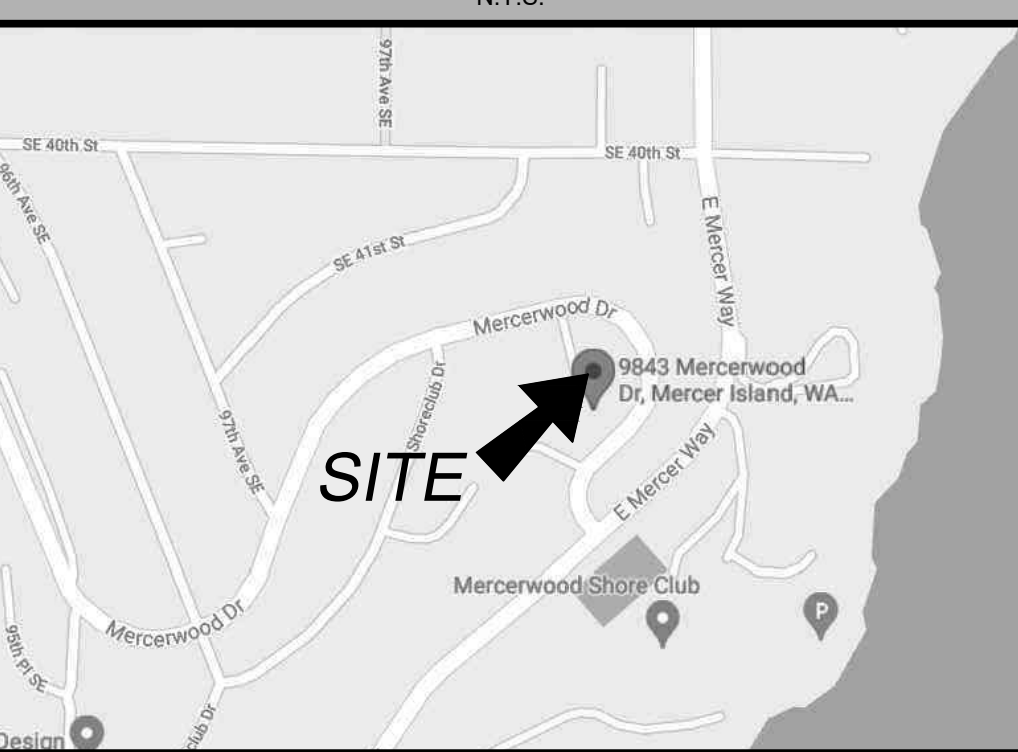 N.T.S.
97th Ave SE
SE 40th St
SE 40th St
96th Ave SE
E Mercer Way
SE 41st St
Mercerwood Dr
9843 Mercerwood
Dr, Mercer Island, WA...
Shoreclub Dr
97th Ave SE
SITE
E Mercer Way
Mercerwood Shore Club
P
Mercerwood Dr
95th Pl SE
club Dr
Design